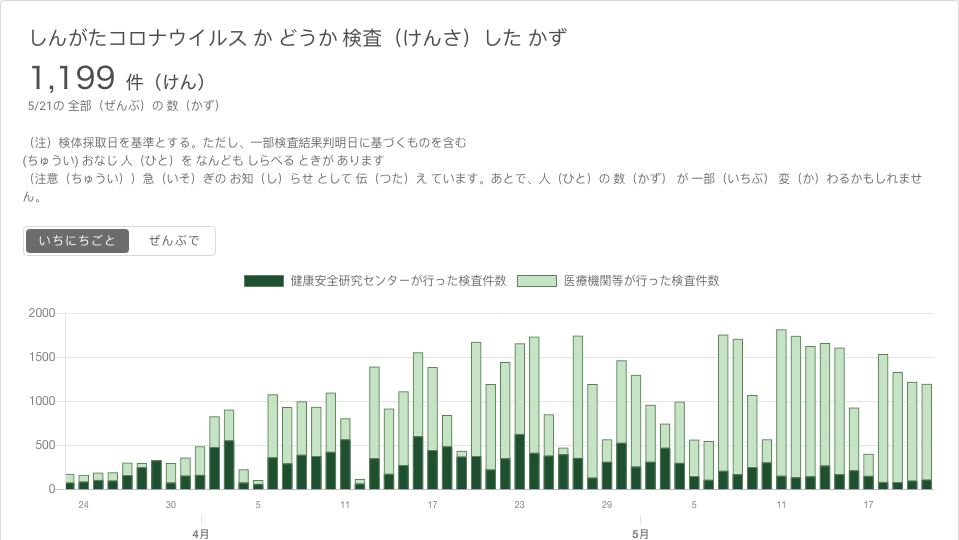 しんがたコロナウイルス か どうか 検査（けんさ）した かず
1,199 件（けん）
5/21の 全部（ぜんぶ）の 数（かず）
（注）検体採取日を基準とする。ただし、一部検査結果判明日に基づくものを含む
(ちゅうい) おなじ 人（ひと）を なんども しらべる ときが あります
（注意（ちゅうい））急（いそ）ぎの お知（し）らせ として 伝（つた）え ています。あとで、人（ひと）の 数（かず） が 一部（いちぶ） 変（か）わるかもしれませ
ん。
いちにちごと ぜんぶで
健康安全研究センターが行った検査件数 医療機関等が行った検査件数
2000
1500
1000
500
0
24 30 5 11 17 23 29 5 11 17
4月 5月